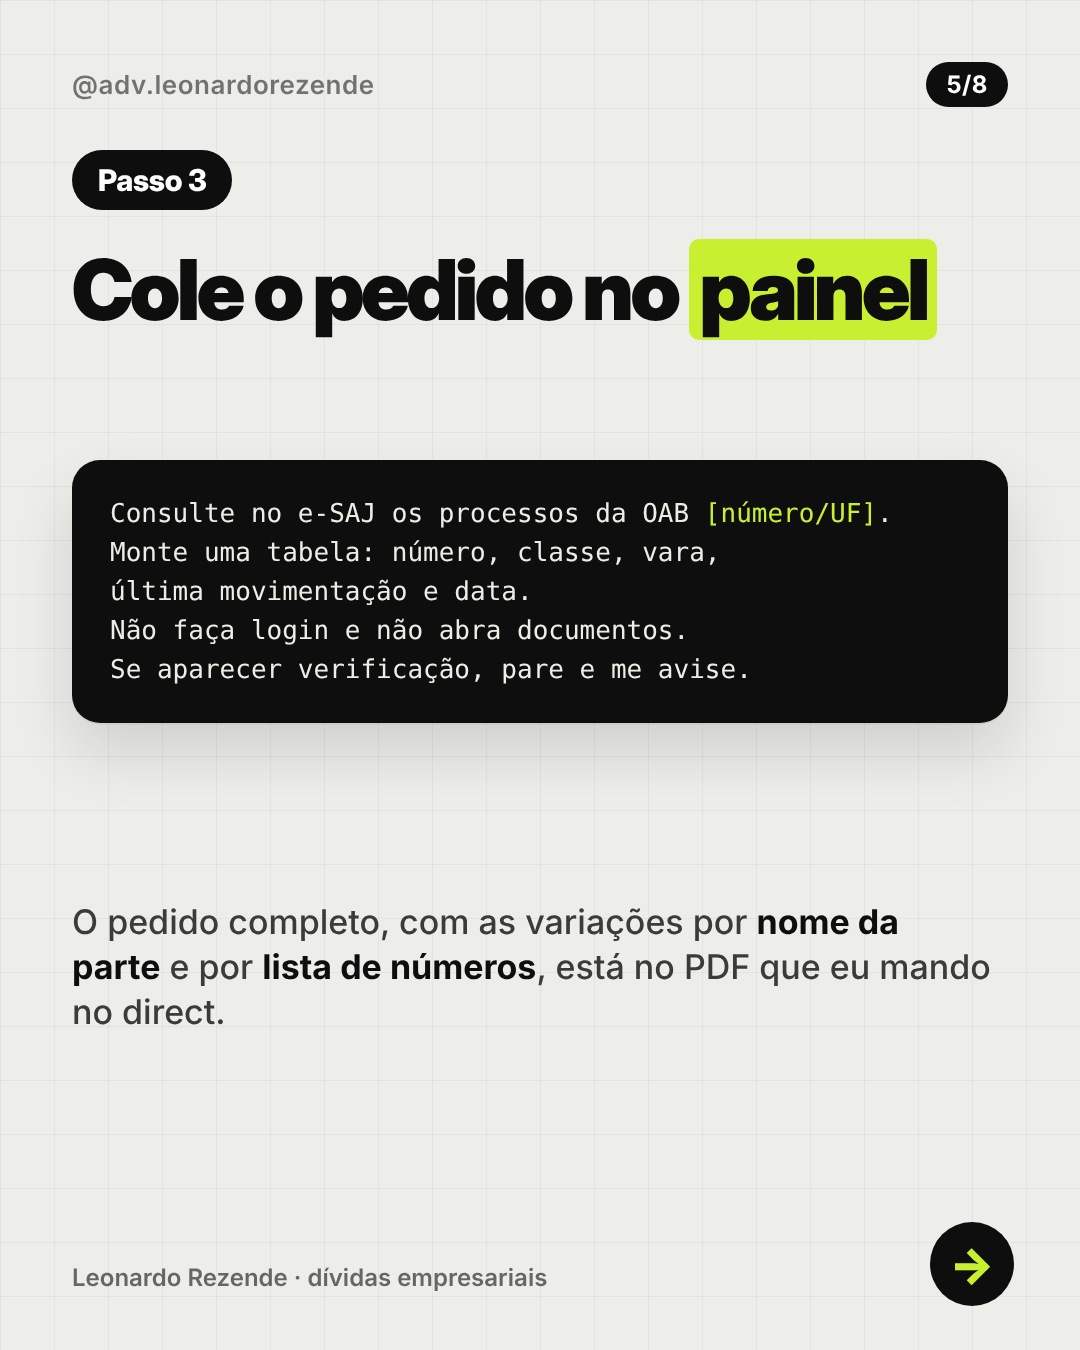 @adv.leonardorezende
5/8
Passo 3
Cole o pedido no painel
Consulte no e-SAJ os processos da OAB [número/UF].
Monte uma tabela: número, classe, vara,
última movimentação e data.
Não faça login e não abra documentos.
Se aparecer verificação, pare e me avise.
O pedido completo, com as variações por nome da
parte e por lista de números, está no PDF que eu mando
no direct.
Leonardo Rezende · dívidas empresariais